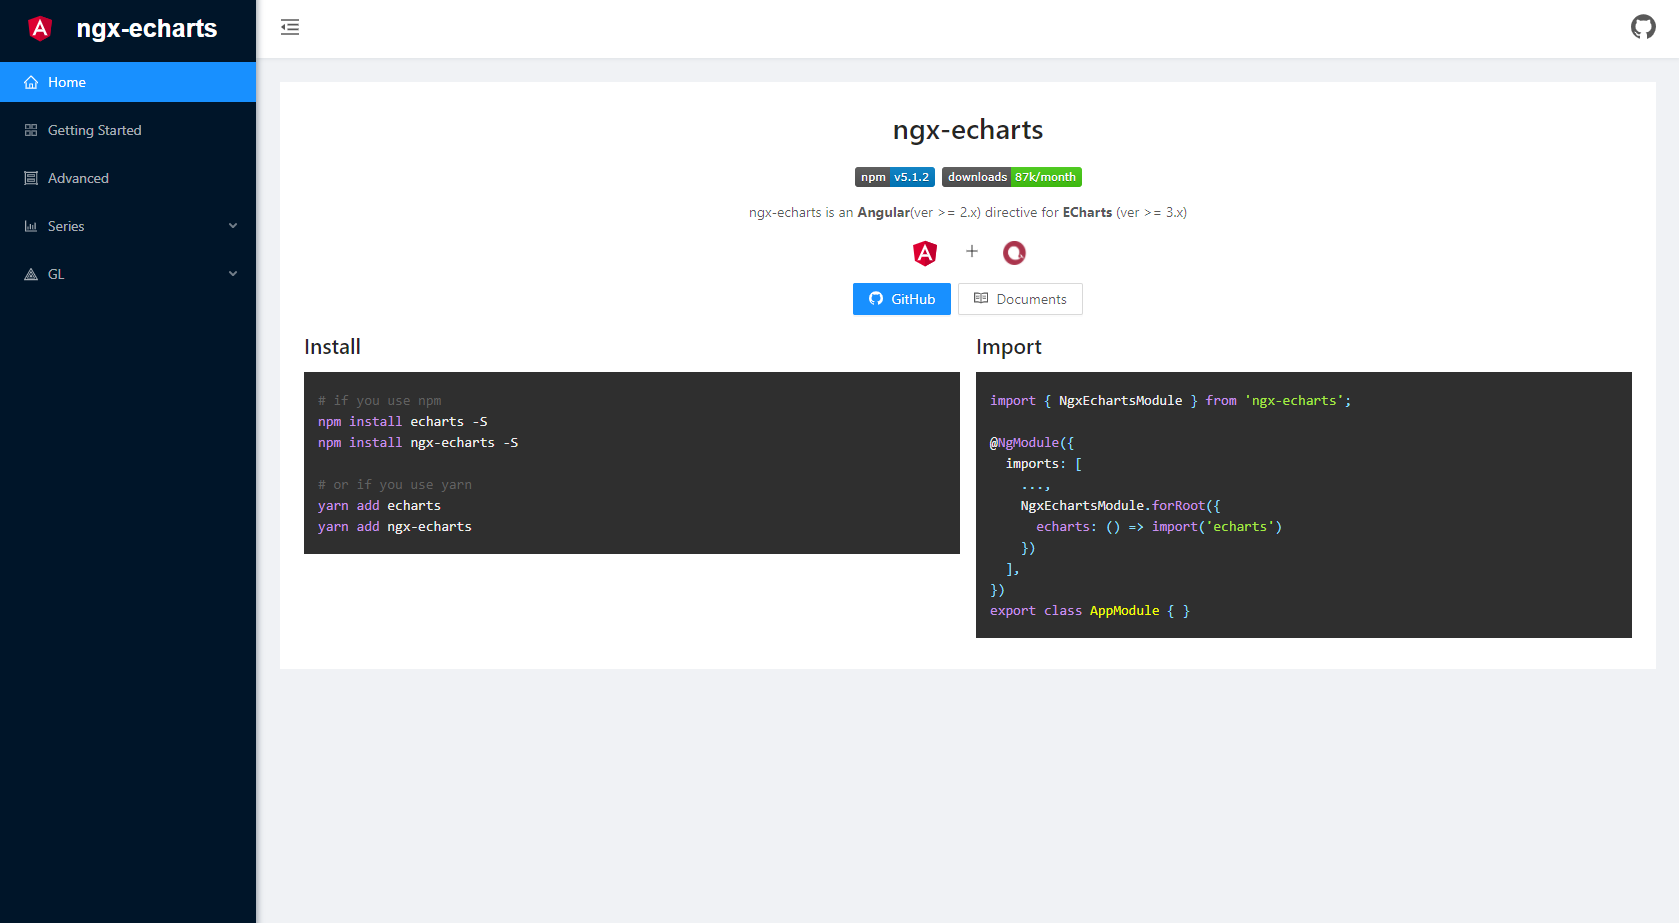 ngx-echarts
Home
Getting Started
Advanced
Series
GL
ngx-echarts
npm v5.1.2 downloads 87k/month
ngx-echarts is an Angular(ver >= 2.x) directive for ECharts (ver >= 3.x)
+
GitHub Documents
Install
# if you use npm
npm install echarts -S
npm install ngx-echarts -S
# or if you use yarn
yarn add echarts
yarn add ngx-echarts
Import
import { NgxEchartsModule } from 'ngx-echarts';
@NgModule({
  imports: [
    ...,
    NgxEchartsModule.forRoot({
      echarts: () => import('echarts')
    })
  ],
})
export class AppModule { }